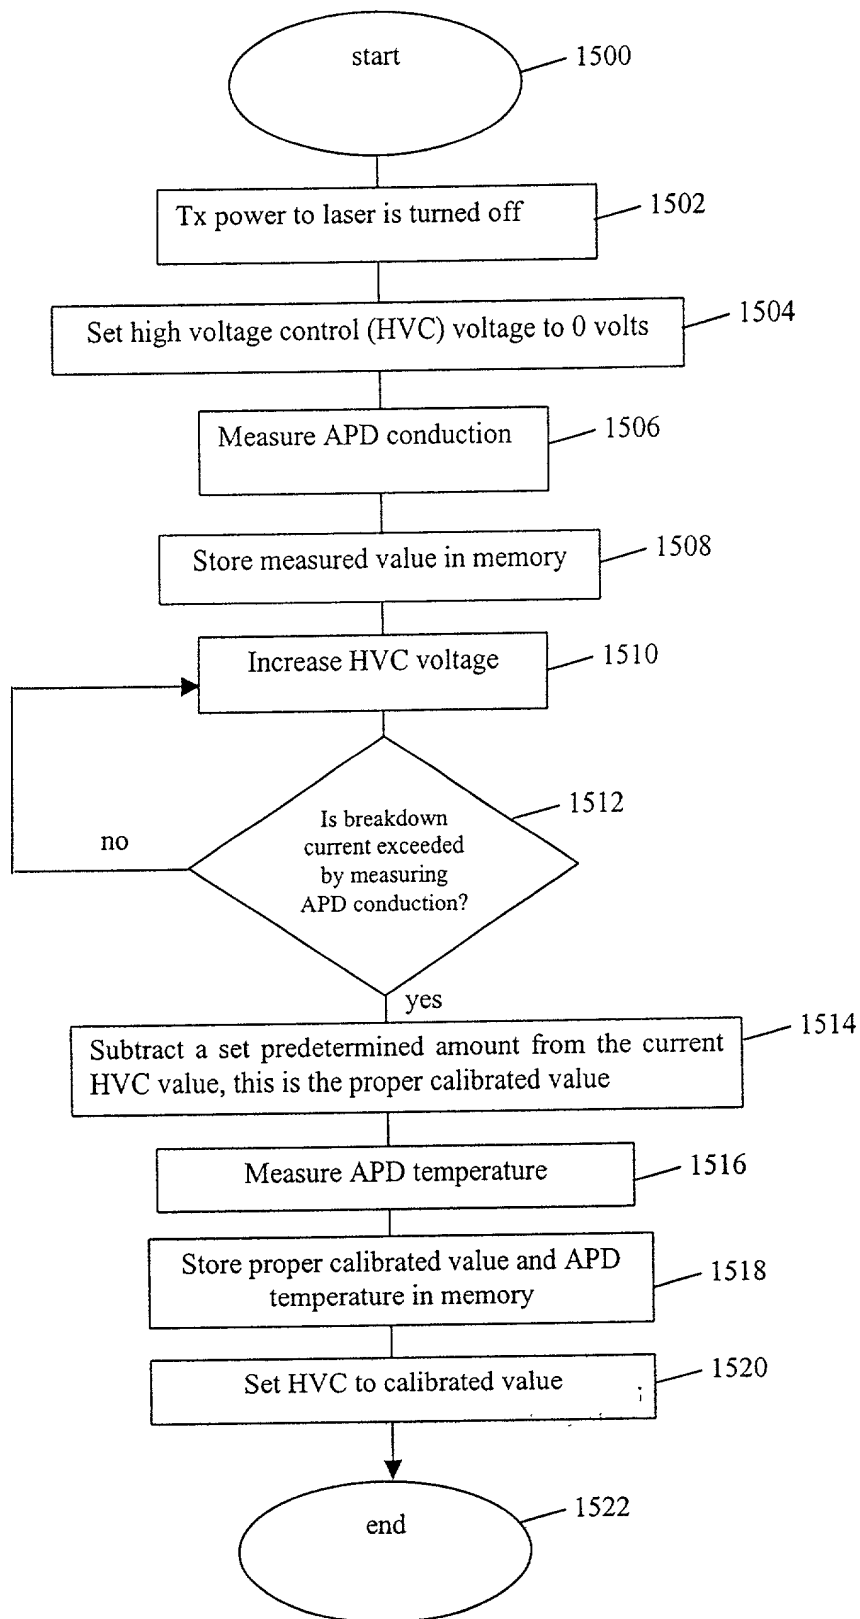 start
1500
Tx power to laser is turned off
1502
Set high voltage control (HVC) voltage to 0 volts
1504
Measure APD conduction
1506
Store measured value in memory
1508
Increase HVC voltage
1510
Is breakdown
current exceeded
by measuring
APD conduction?
1512
no
yes
Subtract a set predetermined amount from the current
HVC value, this is the proper calibrated value
1514
Measure APD temperature
1516
Store proper calibrated value and APD
temperature in memory
1518
Set HVC to calibrated value
1520
end
1522